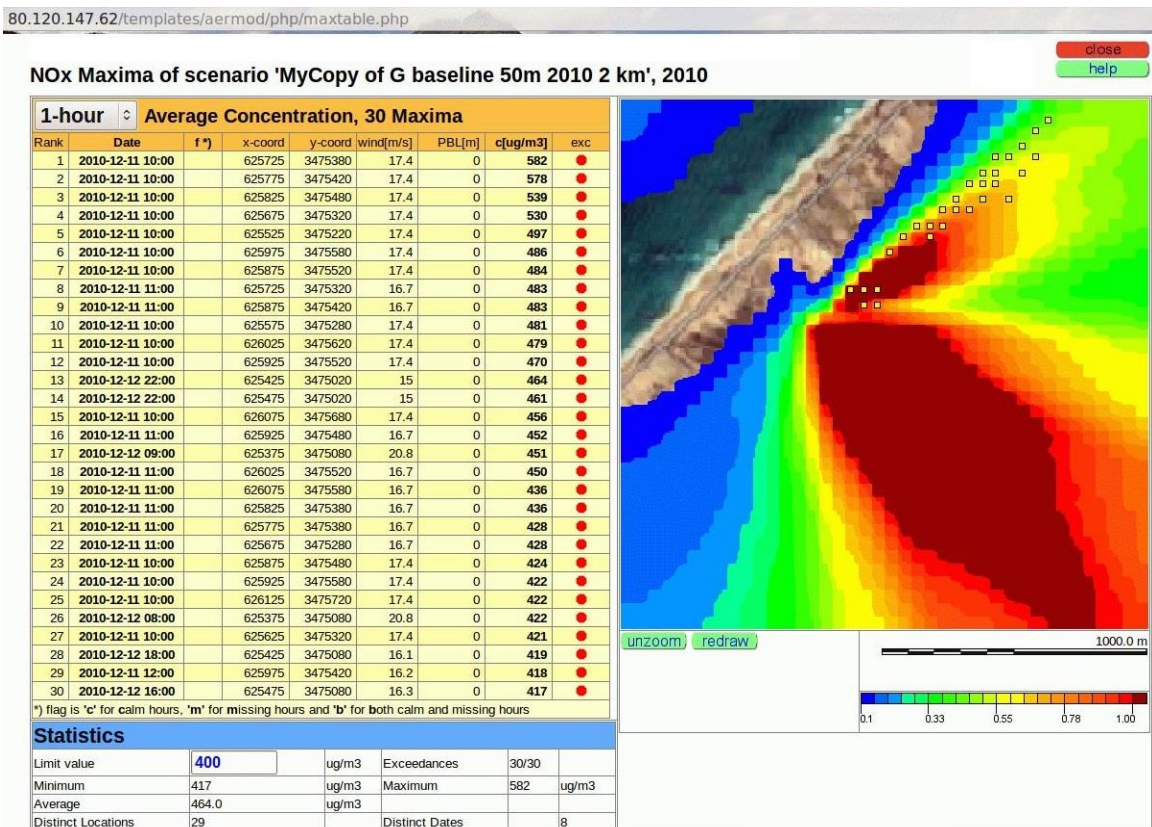 80.120.147.62/templates/aermod/php/maxtable.php
close
help
NOx Maxima of scenario 'MyCopy of G baseline 50m 2010 2 km', 2010
1-hour Average Concentration, 30 Maxima
Rank Date f *) x-coord y-coord wind[m/s] PBL[m] c[ug/m3] exc
1 2010-12-11 10:00 625725 3475380 17.4 0 582
2 2010-12-11 10:00 625775 3475420 17.4 0 578
3 2010-12-11 10:00 625825 3475480 17.4 0 539
4 2010-12-11 10:00 625675 3475320 17.4 0 530
5 2010-12-11 10:00 625525 3475220 17.4 0 497
6 2010-12-11 10:00 625975 3475580 17.4 0 486
7 2010-12-11 10:00 625875 3475520 17.4 0 484
8 2010-12-11 11:00 625725 3475320 16.7 0 483
9 2010-12-11 11:00 625875 3475420 16.7 0 483
10 2010-12-11 10:00 625575 3475280 17.4 0 481
11 2010-12-11 10:00 626025 3475620 17.4 0 479
12 2010-12-11 10:00 625925 3475520 17.4 0 470
13 2010-12-12 22:00 625425 3475020 15 0 464
14 2010-12-12 22:00 625475 3475020 15 0 461
15 2010-12-11 10:00 626075 3475680 17.4 0 456
16 2010-12-11 11:00 625925 3475480 16.7 0 452
17 2010-12-12 09:00 625375 3475080 20.8 0 451
18 2010-12-11 11:00 626025 3475520 16.7 0 450
19 2010-12-11 11:00 626075 3475580 16.7 0 436
20 2010-12-11 11:00 625825 3475380 16.7 0 436
21 2010-12-11 11:00 625775 3475380 16.7 0 428
22 2010-12-11 11:00 625675 3475280 16.7 0 428
23 2010-12-11 10:00 625875 3475480 17.4 0 424
24 2010-12-11 10:00 625925 3475580 17.4 0 422
25 2010-12-11 10:00 626125 3475720 17.4 0 422
26 2010-12-12 08:00 625375 3475080 20.8 0 422
27 2010-12-11 10:00 625625 3475320 17.4 0 421
28 2010-12-12 18:00 625425 3475080 16.1 0 419
29 2010-12-11 12:00 625975 3475420 16.2 0 418
30 2010-12-12 16:00 625475 3475080 16.3 0 417
*) flag is 'c' for calm hours, 'm' for missing hours and 'b' for both calm and missing hours
Statistics
Limit value 400 ug/m3 Exceedances 30/30
Minimum 417 ug/m3 Maximum 582 ug/m3
Average 464.0 ug/m3
Distinct Locations 29 Distinct Dates 8
unzoom redraw
1000.0 m
0.1 0.33 0.55 0.78 1.00